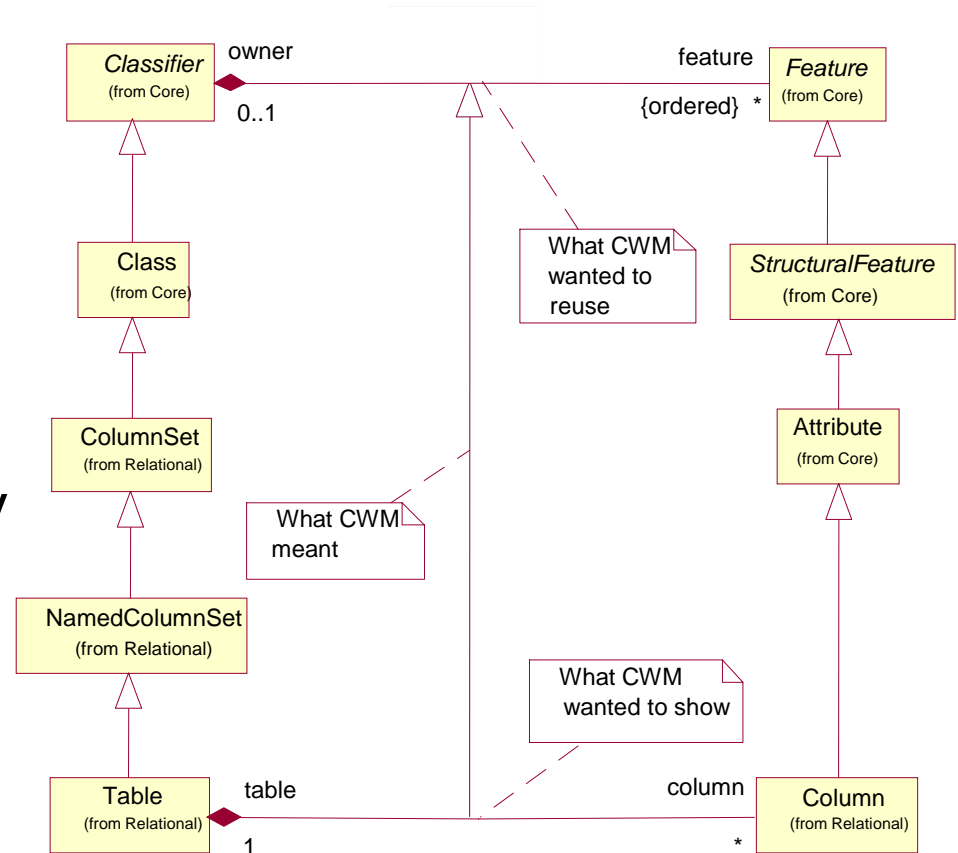 owner
feature
Classifier
(from Core)
Feature
(from Core)
0..1
{ordered} *
What CWM
wanted to
reuse
Class
(from Core)
StructuralFeature
(from Core)
ColumnSet
(from Relational)
Attribute
(from Core)
What CWM
meant
NamedColumnSet
(from Relational)
What CWM
wanted to show
Table
(from Relational)
table
column
Column
(from Relational)
1
*